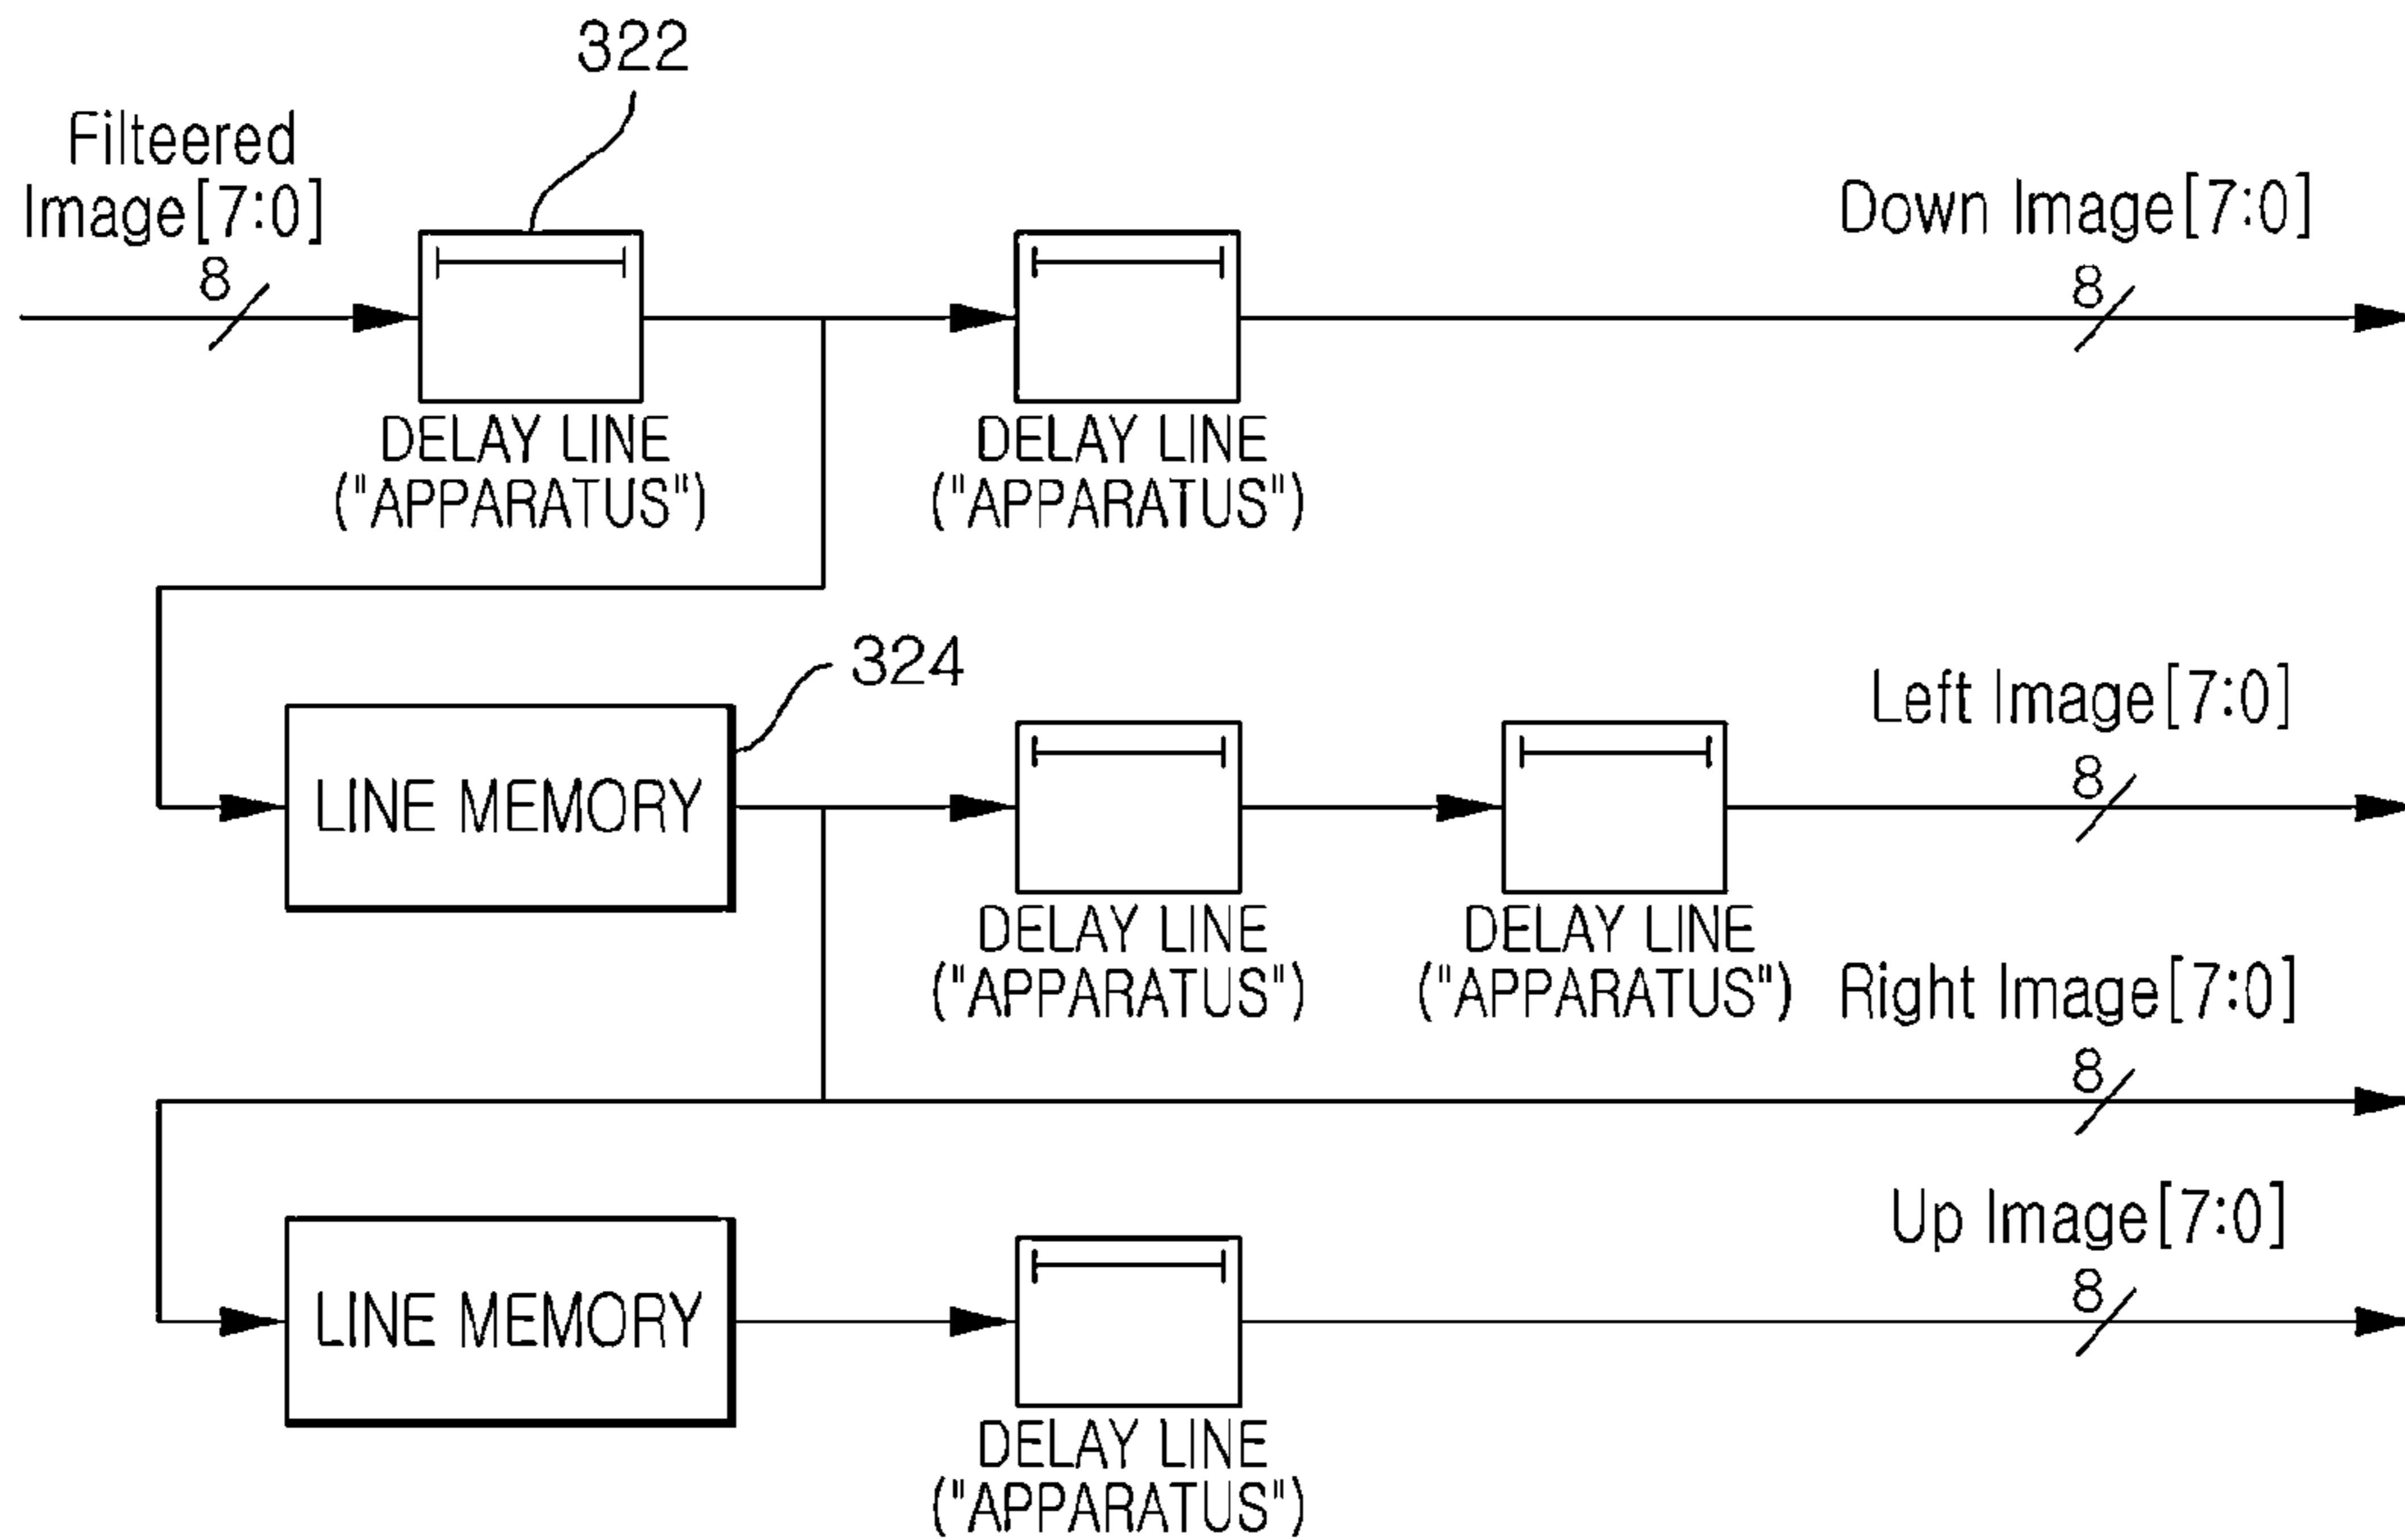 322
Filteered
Image[7:0]
8
Down Image[7:0]
8
DELAY LINE
("APPARATUS")
DELAY LINE
("APPARATUS")
324
LINE MEMORY
Left Image[7:0]
8
DELAY LINE
("APPARATUS")
DELAY LINE
("APPARATUS")
Right Image[7:0]
8
Up Image[7:0]
8
LINE MEMORY
DELAY LINE
("APPARATUS")